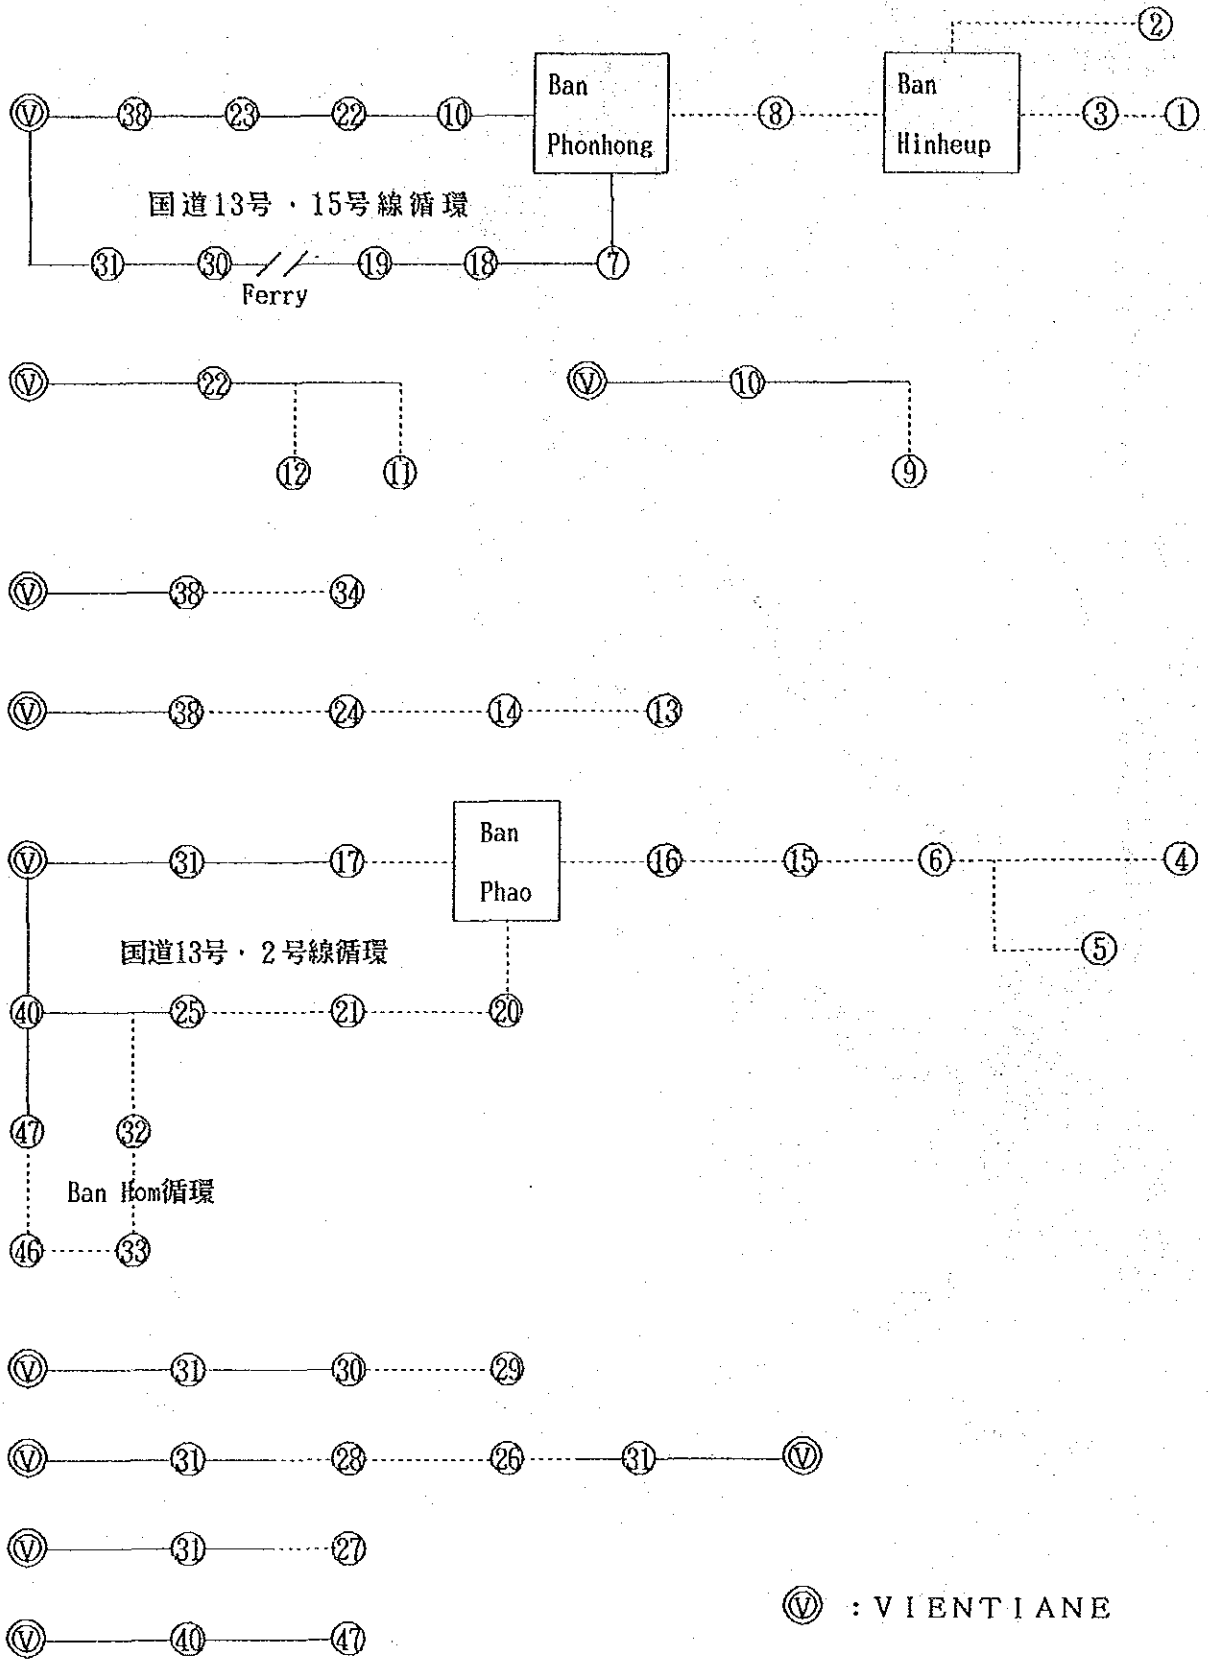 ②
Ⓥ ㊳ ㉓ ㉒ ⑩ Ban Phonhong ⑧ Ban Hinheup ③ ①
国道13号・15号線循環
㉛ ㉚ ⑲ ⑱ ⑦
Ferry
Ⓥ ㉒ Ⓥ ⑩
⑫ ⑪ ⑨
Ⓥ ㊳ ㉞
Ⓥ ㊳ ㉔ ⑭ ⑬
Ⓥ ㉛ ⑰ Ban Phao ⑯ ⑮ ⑥ ④
国道13号・2号線循環 ⑤
㊵ ㉕ ㉑ ⑳
㊼ ㉜
Ban Hom循環
㊻ ㉝
Ⓥ ㉛ ㉚ ㉙
Ⓥ ㉛ ㉘ ㉖ ㉛ Ⓥ
Ⓥ ㉛ ㉗
Ⓥ : VIENTIANE
Ⓥ ㊵ ㊼